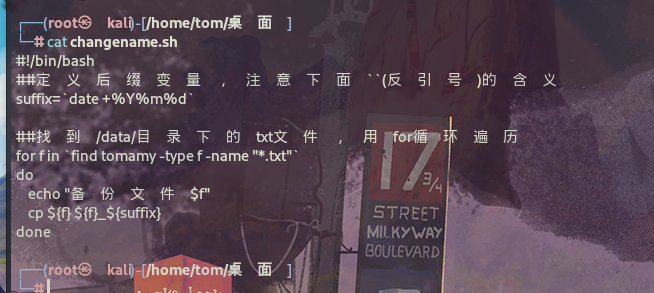 ┌──(root㉿kali)-[/home/tom/桌面]
└─# cat changename.sh
#!/bin/bash
##定义后缀变量，注意下面``(反引号)的含义
suffix=`date +%Y%m%d`
##找到/data/目录下的txt文件，用for循环遍历
for f in `find tomamy -type f -name "*.txt"`
do
echo "备份文件$f"
cp ${f} ${f}_${suffix}
done
┌──(root㉿kali)-[/home/tom/桌面]
└─#
17 3/4
STREET
MILKYWAY
BOULEVARD